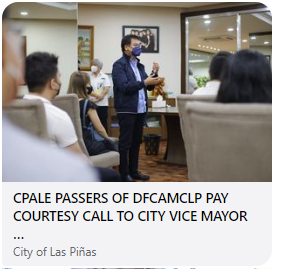 CPALE PASSERS OF DFCAMCLP PAY
COURTESY CALL TO CITY VICE MAYOR
...
City of Las Piñas